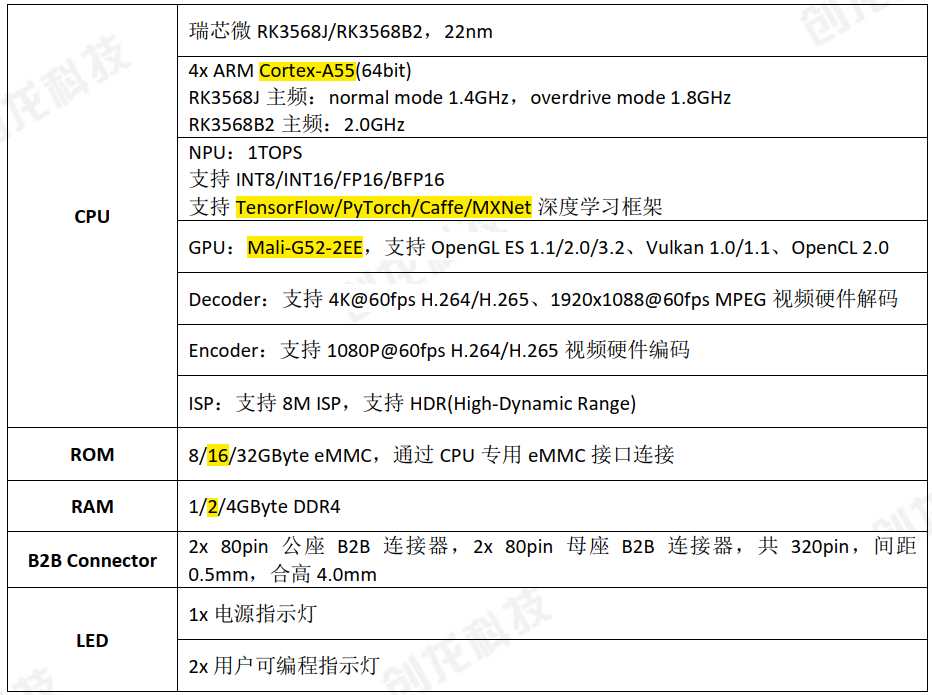 瑞芯微 RK3568J/RK3568B2，22nm
4x ARM Cortex-A55(64bit)
RK3568J 主频：normal mode 1.4GHz，overdrive mode 1.8GHz
RK3568B2 主频：2.0GHz
CPU
NPU：1TOPS
支持 INT8/INT16/FP16/BFP16
支持 TensorFlow/PyTorch/Caffe/MXNet 深度学习框架
GPU：Mali-G52-2EE，支持 OpenGL ES 1.1/2.0/3.2、Vulkan 1.0/1.1、OpenCL 2.0
Decoder：支持 4K@60fps H.264/H.265、1920x1088@60fps MPEG 视频硬件解码
Encoder：支持 1080P@60fps H.264/H.265 视频硬件编码
ISP：支持 8M ISP，支持 HDR(High-Dynamic Range)
ROM
8/16/32GByte eMMC，通过 CPU 专用 eMMC 接口连接
RAM
1/2/4GByte DDR4
B2B Connector
2x 80pin 公座 B2B 连接器，2x 80pin 母座 B2B 连接器，共 320pin，间距
0.5mm，合高 4.0mm
LED
1x 电源指示灯
2x 用户可编程指示灯
创龙科技